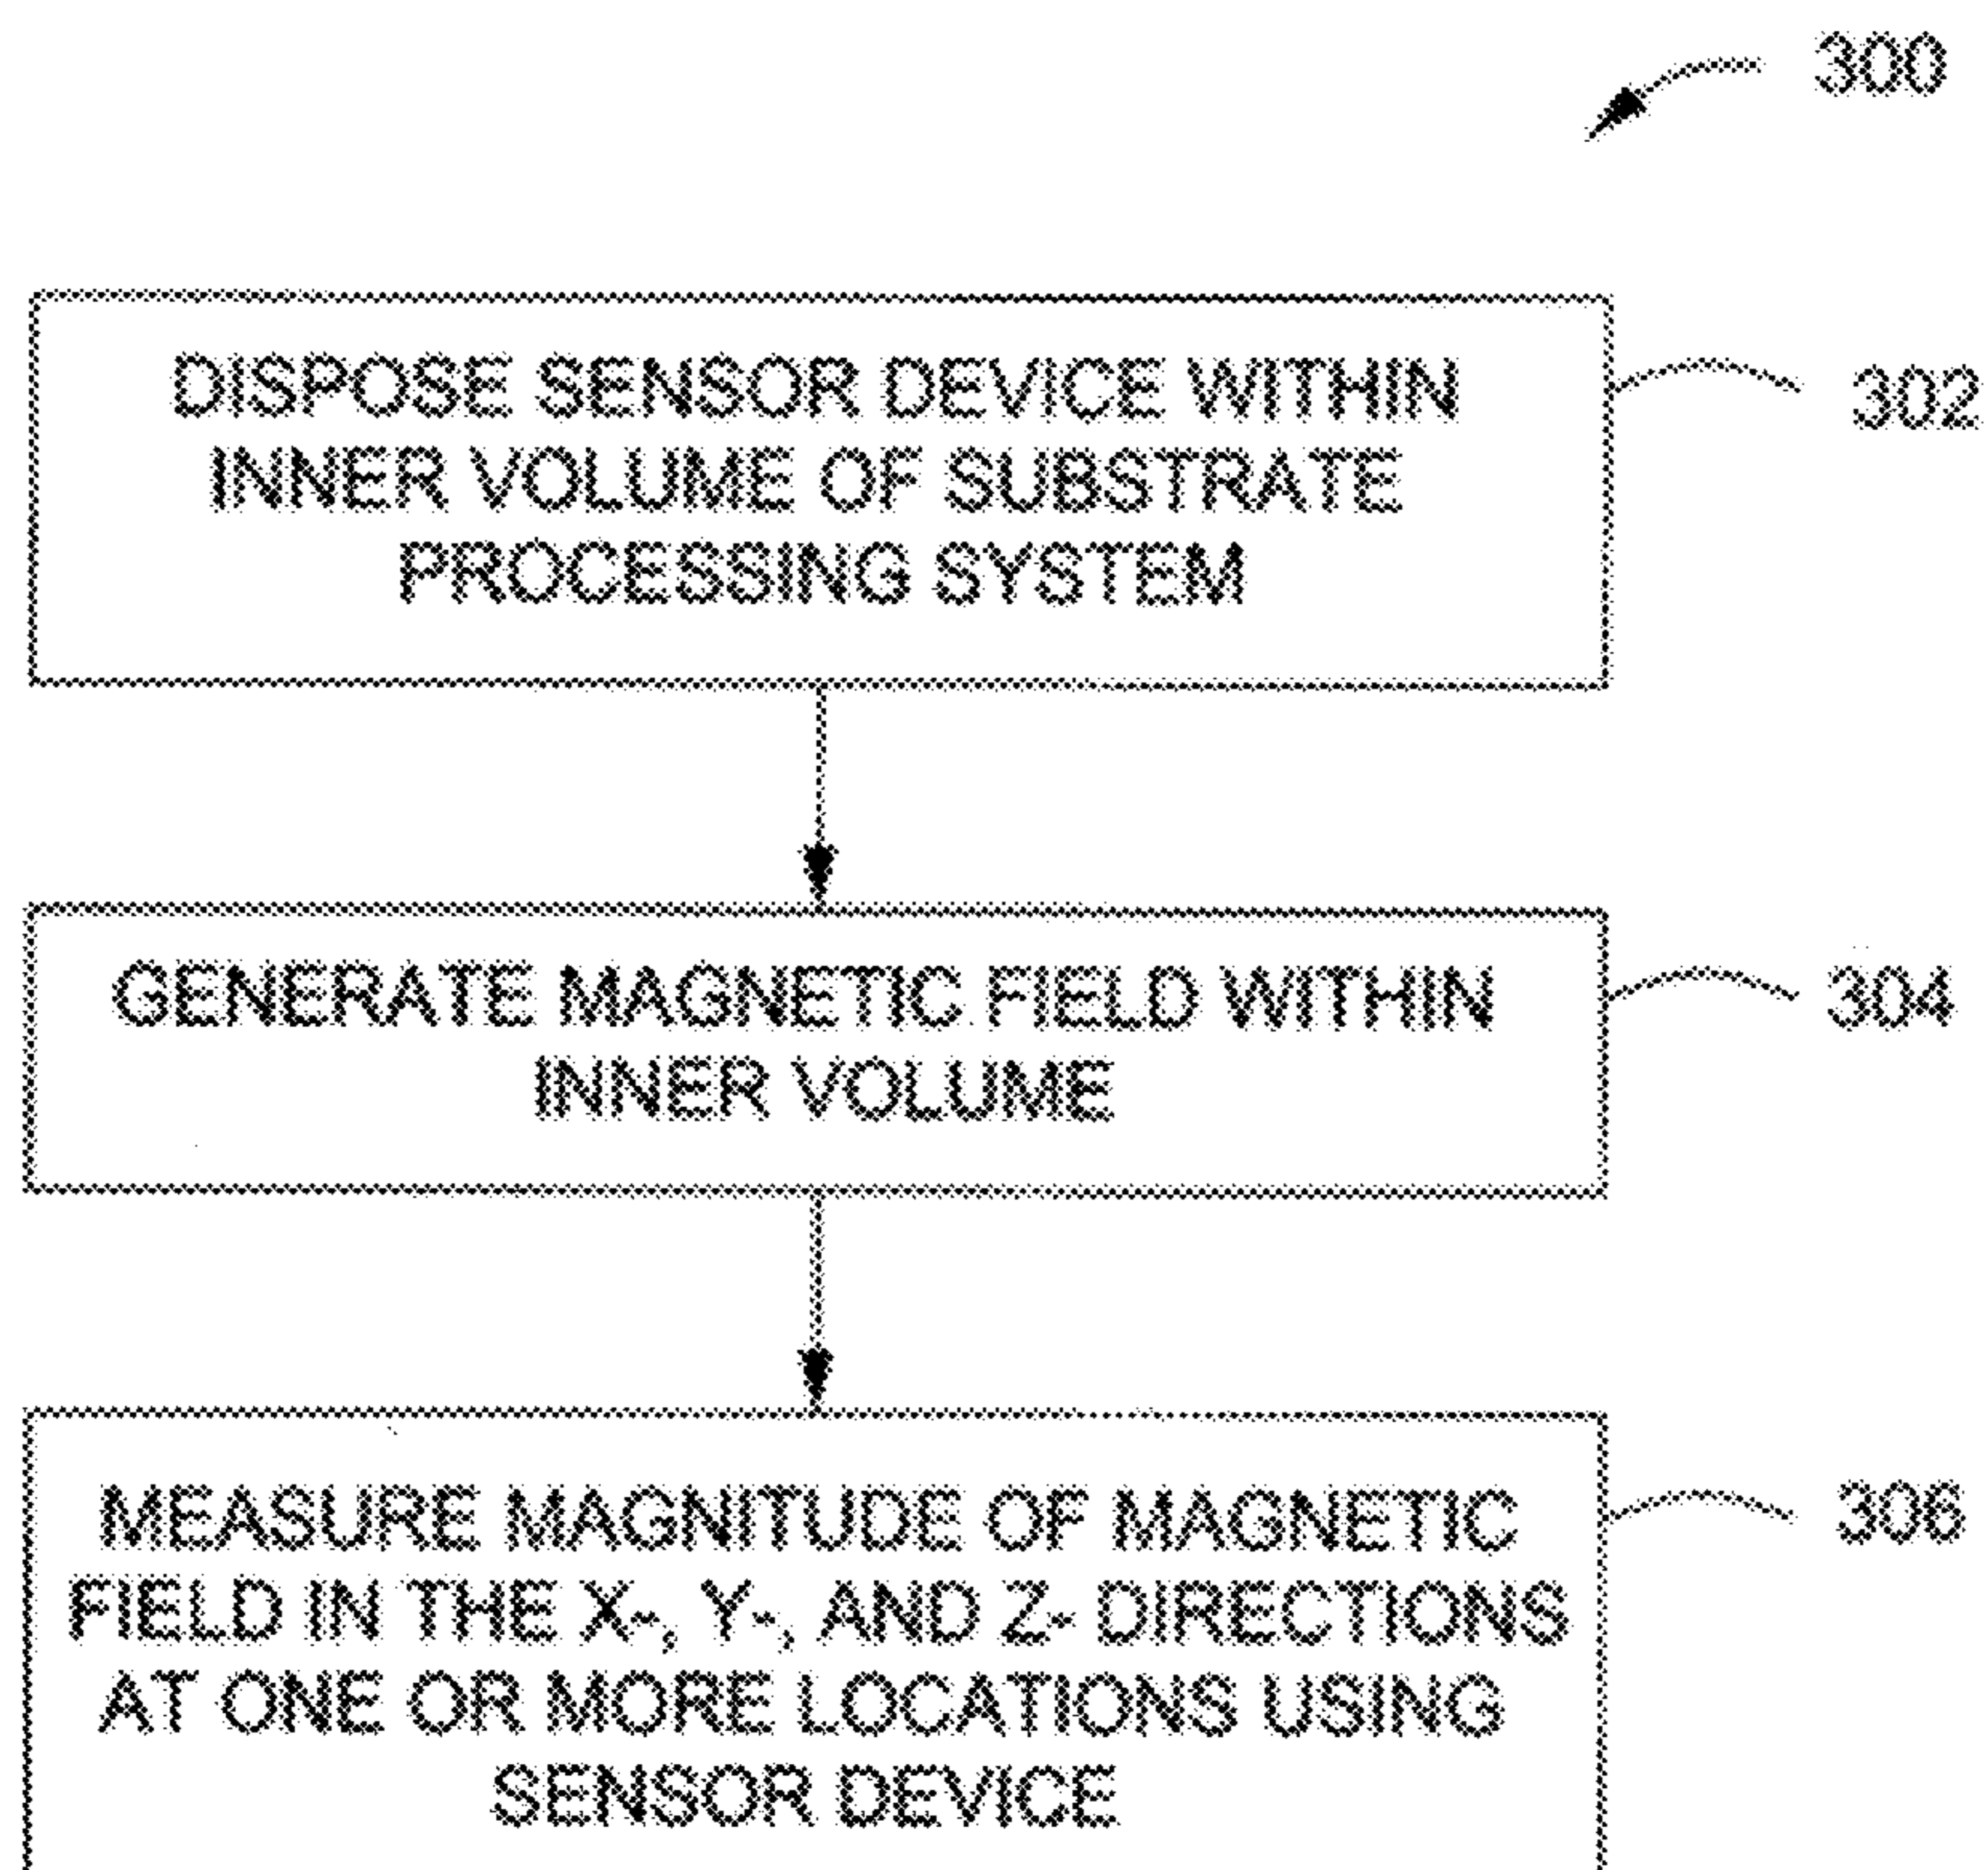 300
DISPOSE SENSOR DEVICE WITHIN
INNER VOLUME OF SUBSTRATE
PROCESSING SYSTEM
302
GENERATE MAGNETIC FIELD WITHIN
INNER VOLUME
304
MEASURE MAGNITUDE OF MAGNETIC
FIELD IN THE X-, Y-, AND Z- DIRECTIONS
AT ONE OR MORE LOCATIONS USING
SENSOR DEVICE
306